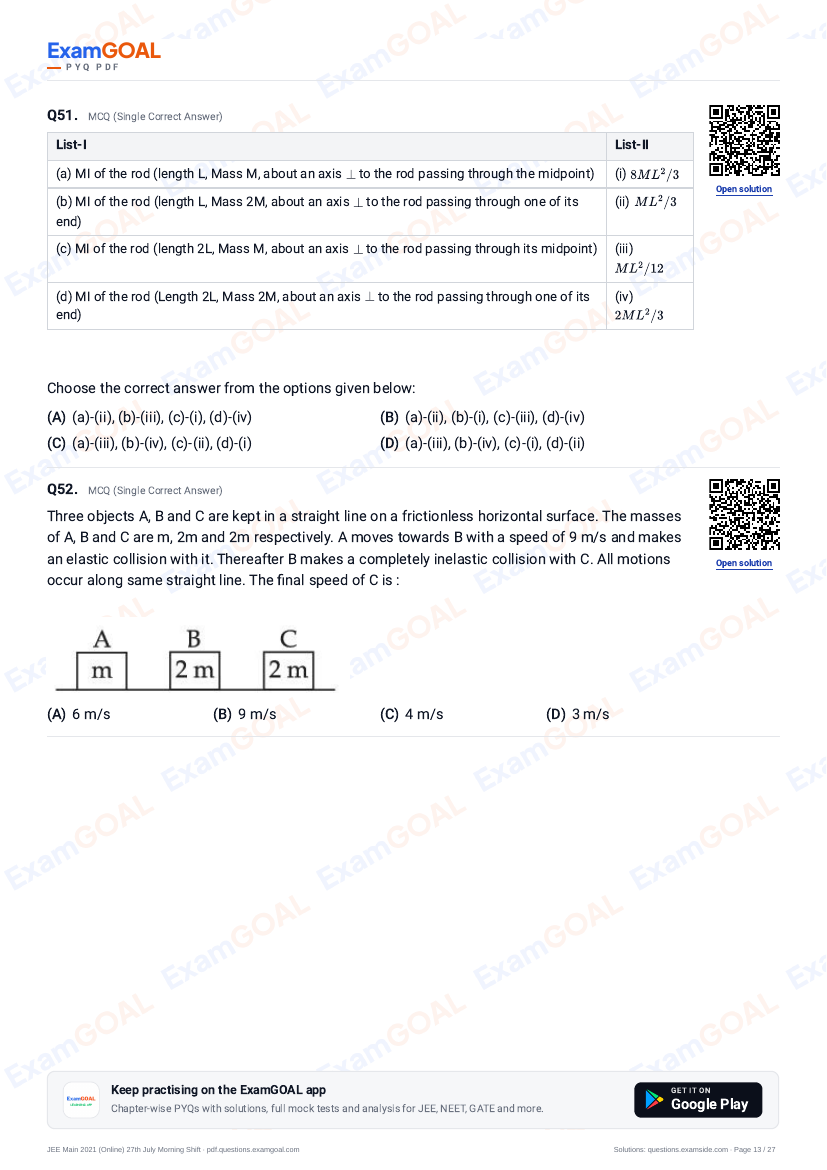 ExamGOAL
PYQ PDF
Q51. MCQ (Single Correct Answer)
List-I List-II
(a) MI of the rod (length L, Mass M, about an axis ⊥ to the rod passing through the midpoint) (i) 8ML²/3
(b) MI of the rod (length L, Mass 2M, about an axis ⊥ to the rod passing through one of its (ii) ML²/3
end)
(c) MI of the rod (length 2L, Mass M, about an axis ⊥ to the rod passing through its midpoint) (iii)
ML²/12
(d) MI of the rod (Length 2L, Mass 2M, about an axis ⊥ to the rod passing through one of its (iv)
end) 2ML²/3
Open solution
Choose the correct answer from the options given below:
(A) (a)-(ii), (b)-(iii), (c)-(i), (d)-(iv) (B) (a)-(ii), (b)-(i), (c)-(iii), (d)-(iv)
(C) (a)-(iii), (b)-(iv), (c)-(ii), (d)-(i) (D) (a)-(iii), (b)-(iv), (c)-(i), (d)-(ii)
Q52. MCQ (Single Correct Answer)
Three objects A, B and C are kept in a straight line on a frictionless horizontal surface. The masses
of A, B and C are m, 2m and 2m respectively. A moves towards B with a speed of 9 m/s and makes
an elastic collision with it. Thereafter B makes a completely inelastic collision with C. All motions
occur along same straight line. The final speed of C is :
Open solution
A B C
m 2 m 2 m
(A) 6 m/s (B) 9 m/s (C) 4 m/s (D) 3 m/s
Keep practising on the ExamGOAL app
Chapter-wise PYQs with solutions, full mock tests and analysis for JEE, NEET, GATE and more.
GET IT ON
Google Play
JEE Main 2021 (Online) 27th July Morning Shift · pdf.questions.examgoal.com Solutions: questions.examside.com · Page 13 / 27